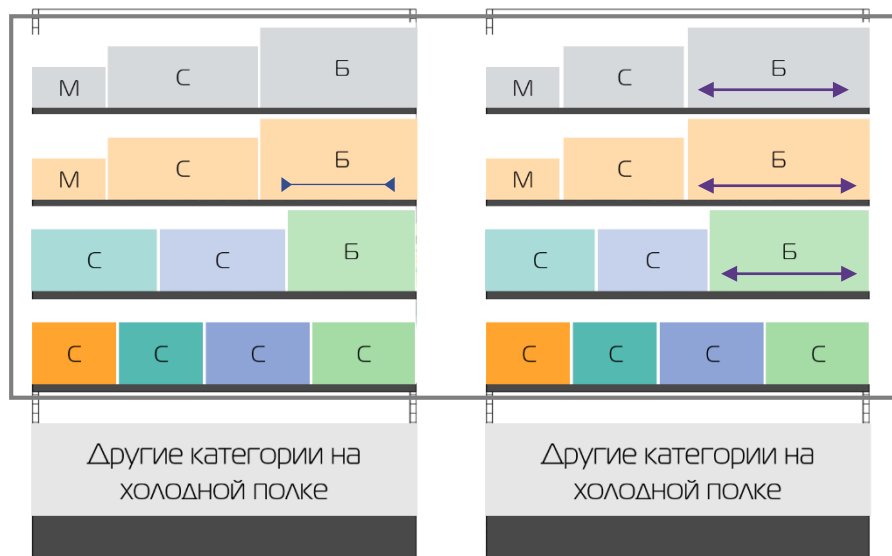 М С Б
М С Б
С С Б
С С С С
Другие категории на
холодной полке
М С Б
М С Б
С С Б
С С С С
Другие категории на
холодной полке